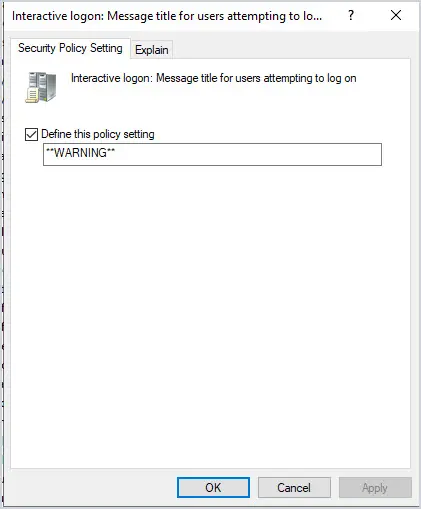 Interactive logon: Message title for users attempting to lo...
?
Security Policy Setting
Explain
Interactive logon: Message title for users attempting to log on
Define this policy setting
**WARNING**
OK
Cancel
Apply